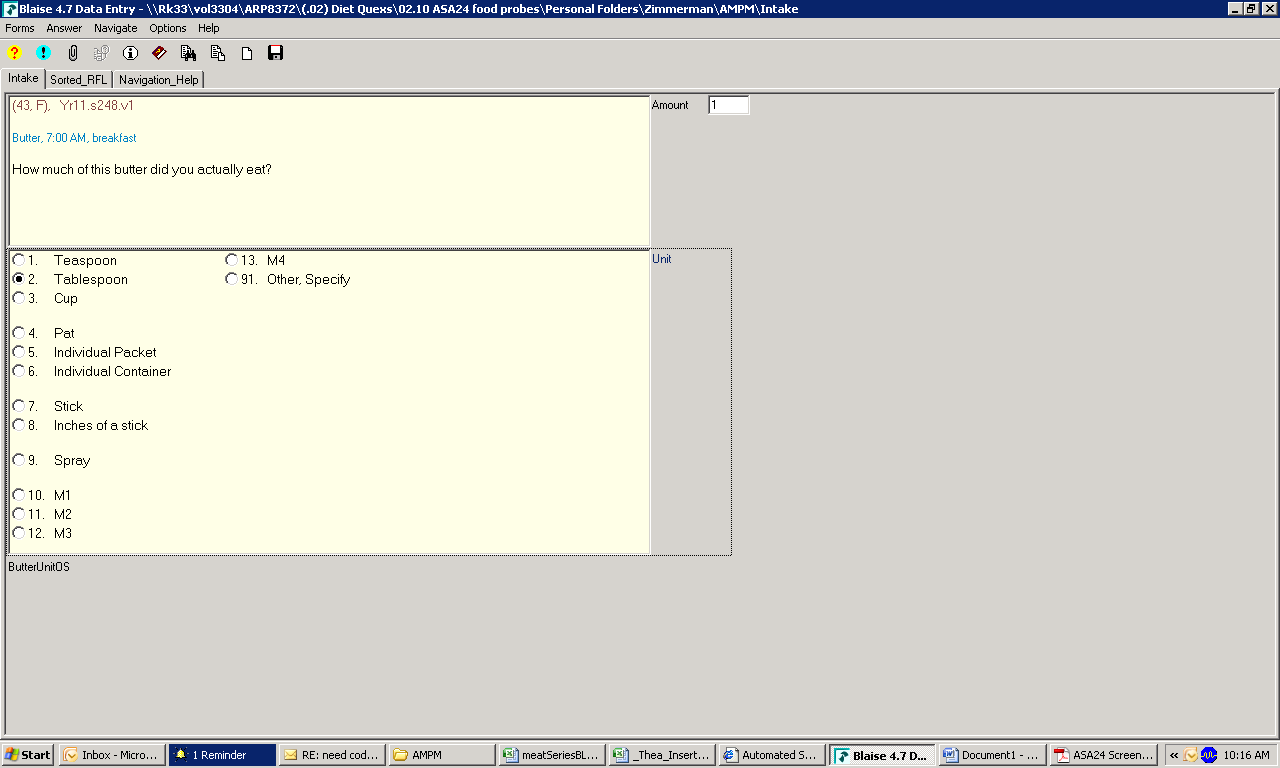 Blaise 4.7 Data Entry - \\Rk33\vol3304\ARP8372\(.02) Diet Quexs\02.10 ASA24 food probes\Personal Folders\Zimmerman\AMPM\Intake
Forms Answer Navigate Options Help
Intake Sorted_RFL Navigation_Help
(43, F), Yr11.s248.v1
Amount 1
Butter, 7:00 AM, breakfast
How much of this butter did you actually eat?
1. Teaspoon 13. M4
Unit
2. Tablespoon 91. Other, Specify
3. Cup
4. Pat
5. Individual Packet
6. Individual Container
7. Stick
8. Inches of a stick
9. Spray
10. M1
11. M2
12. M3
ButterUnitOS
Start Inbox - Micro... 1 Reminder RE: need cod... AMPM meatSeriesBL... _Thea_Insert... Automated S... Blaise 4.7 D... Document1 - ... ASA24 Screen... « 10:16 AM